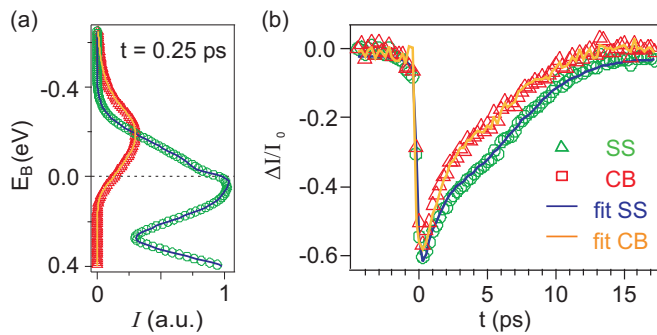 (a)
t = 0.25 ps
E_B (eV)
-0.4
0.0
0.4
0
1
I (a.u.)
(b)
ΔI/I_0
0.0
-0.2
-0.4
-0.6
SS
CB
fit SS
fit CB
0
5
10
15
t (ps)